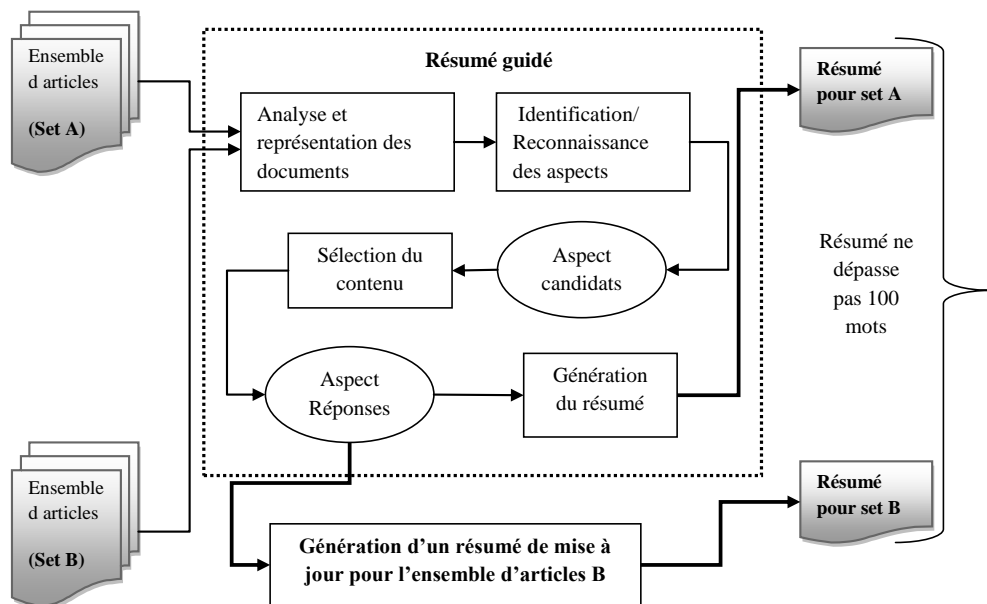 Ensemble
d articles
(Set A)
Résumé guidé
Analyse et
représentation des
documents
Identification/
Reconnaissance
des aspects
Résumé
pour set A
Sélection du
contenu
Aspect
candidats
Résumé ne
dépasse
pas 100
mots
Aspect
Réponses
Génération
du résumé
Ensemble
d articles
(Set B)
Résumé
pour set B
Génération d’un résumé de mise à
jour pour l’ensemble d’articles B